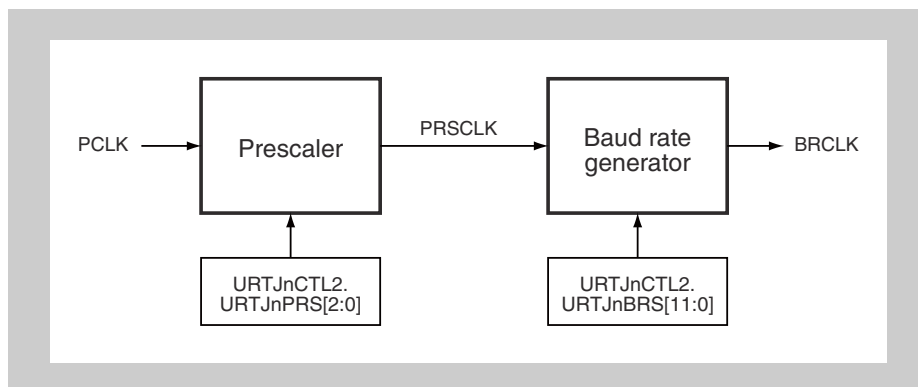 PCLK
Prescaler
PRSCLK
Baud rate
generator
BRCLK
URTJnCTL2.
URTJnPRS[2:0]
URTJnCTL2.
URTJnBRS[11:0]